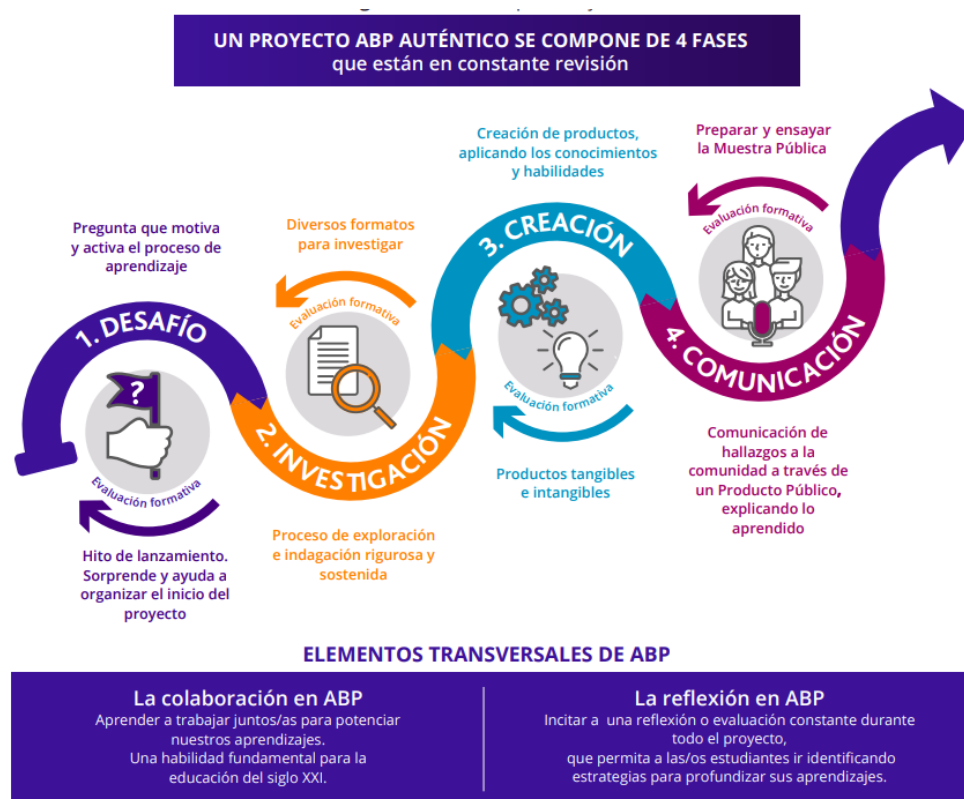 UN PROYECTO ABP AUTÉNTICO SE COMPONE DE 4 FASES
que están en constante revisión
Pregunta que motiva
y activa el proceso de
aprendizaje
1. DESAFÍO
?
Evaluación formativa
Hito de lanzamiento.
Sorprende y ayuda a
organizar el inicio del
proyecto
Diversos formatos
para investigar
Evaluación formativa
2. INVESTIGACIÓN
Proceso de exploración
e indagación rigurosa y
sostenida
Creación de productos,
aplicando los conocimientos
y habilidades
3. CREACIÓN
Evaluación formativa
Productos tangibles
e intangibles
Preparar y ensayar
la Muestra Pública
Evaluación formativa
4. COMUNICACIÓN
Comunicación de
hallazgos a la
comunidad a través de
un Producto Público,
explicando lo
aprendido
ELEMENTOS TRANSVERSALES DE ABP
La colaboración en ABP
Aprender a trabajar juntos/as para potenciar
nuestros aprendizajes.
Una habilidad fundamental para la
educación del siglo XXI.
La reflexión en ABP
Incitar a una reflexión o evaluación constante durante
todo el proyecto,
que permita a las/os estudiantes ir identificando
estrategias para profundizar sus aprendizajes.